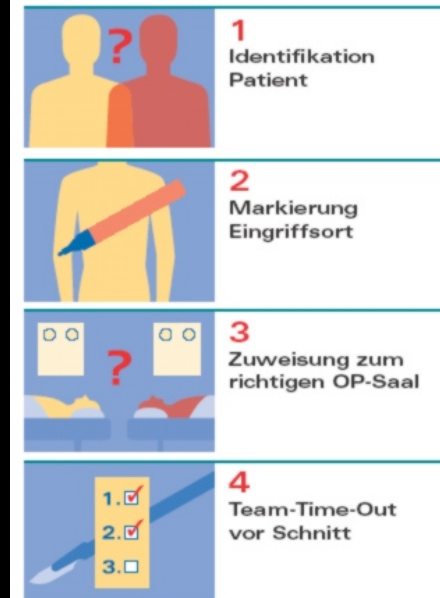 ?
1
Identifikation
Patient
2
Markierung
Eingriffsort
?
3
Zuweisung zum
richtigen OP-Saal
1.
2.
3.
4
Team-Time-Out
vor Schnitt